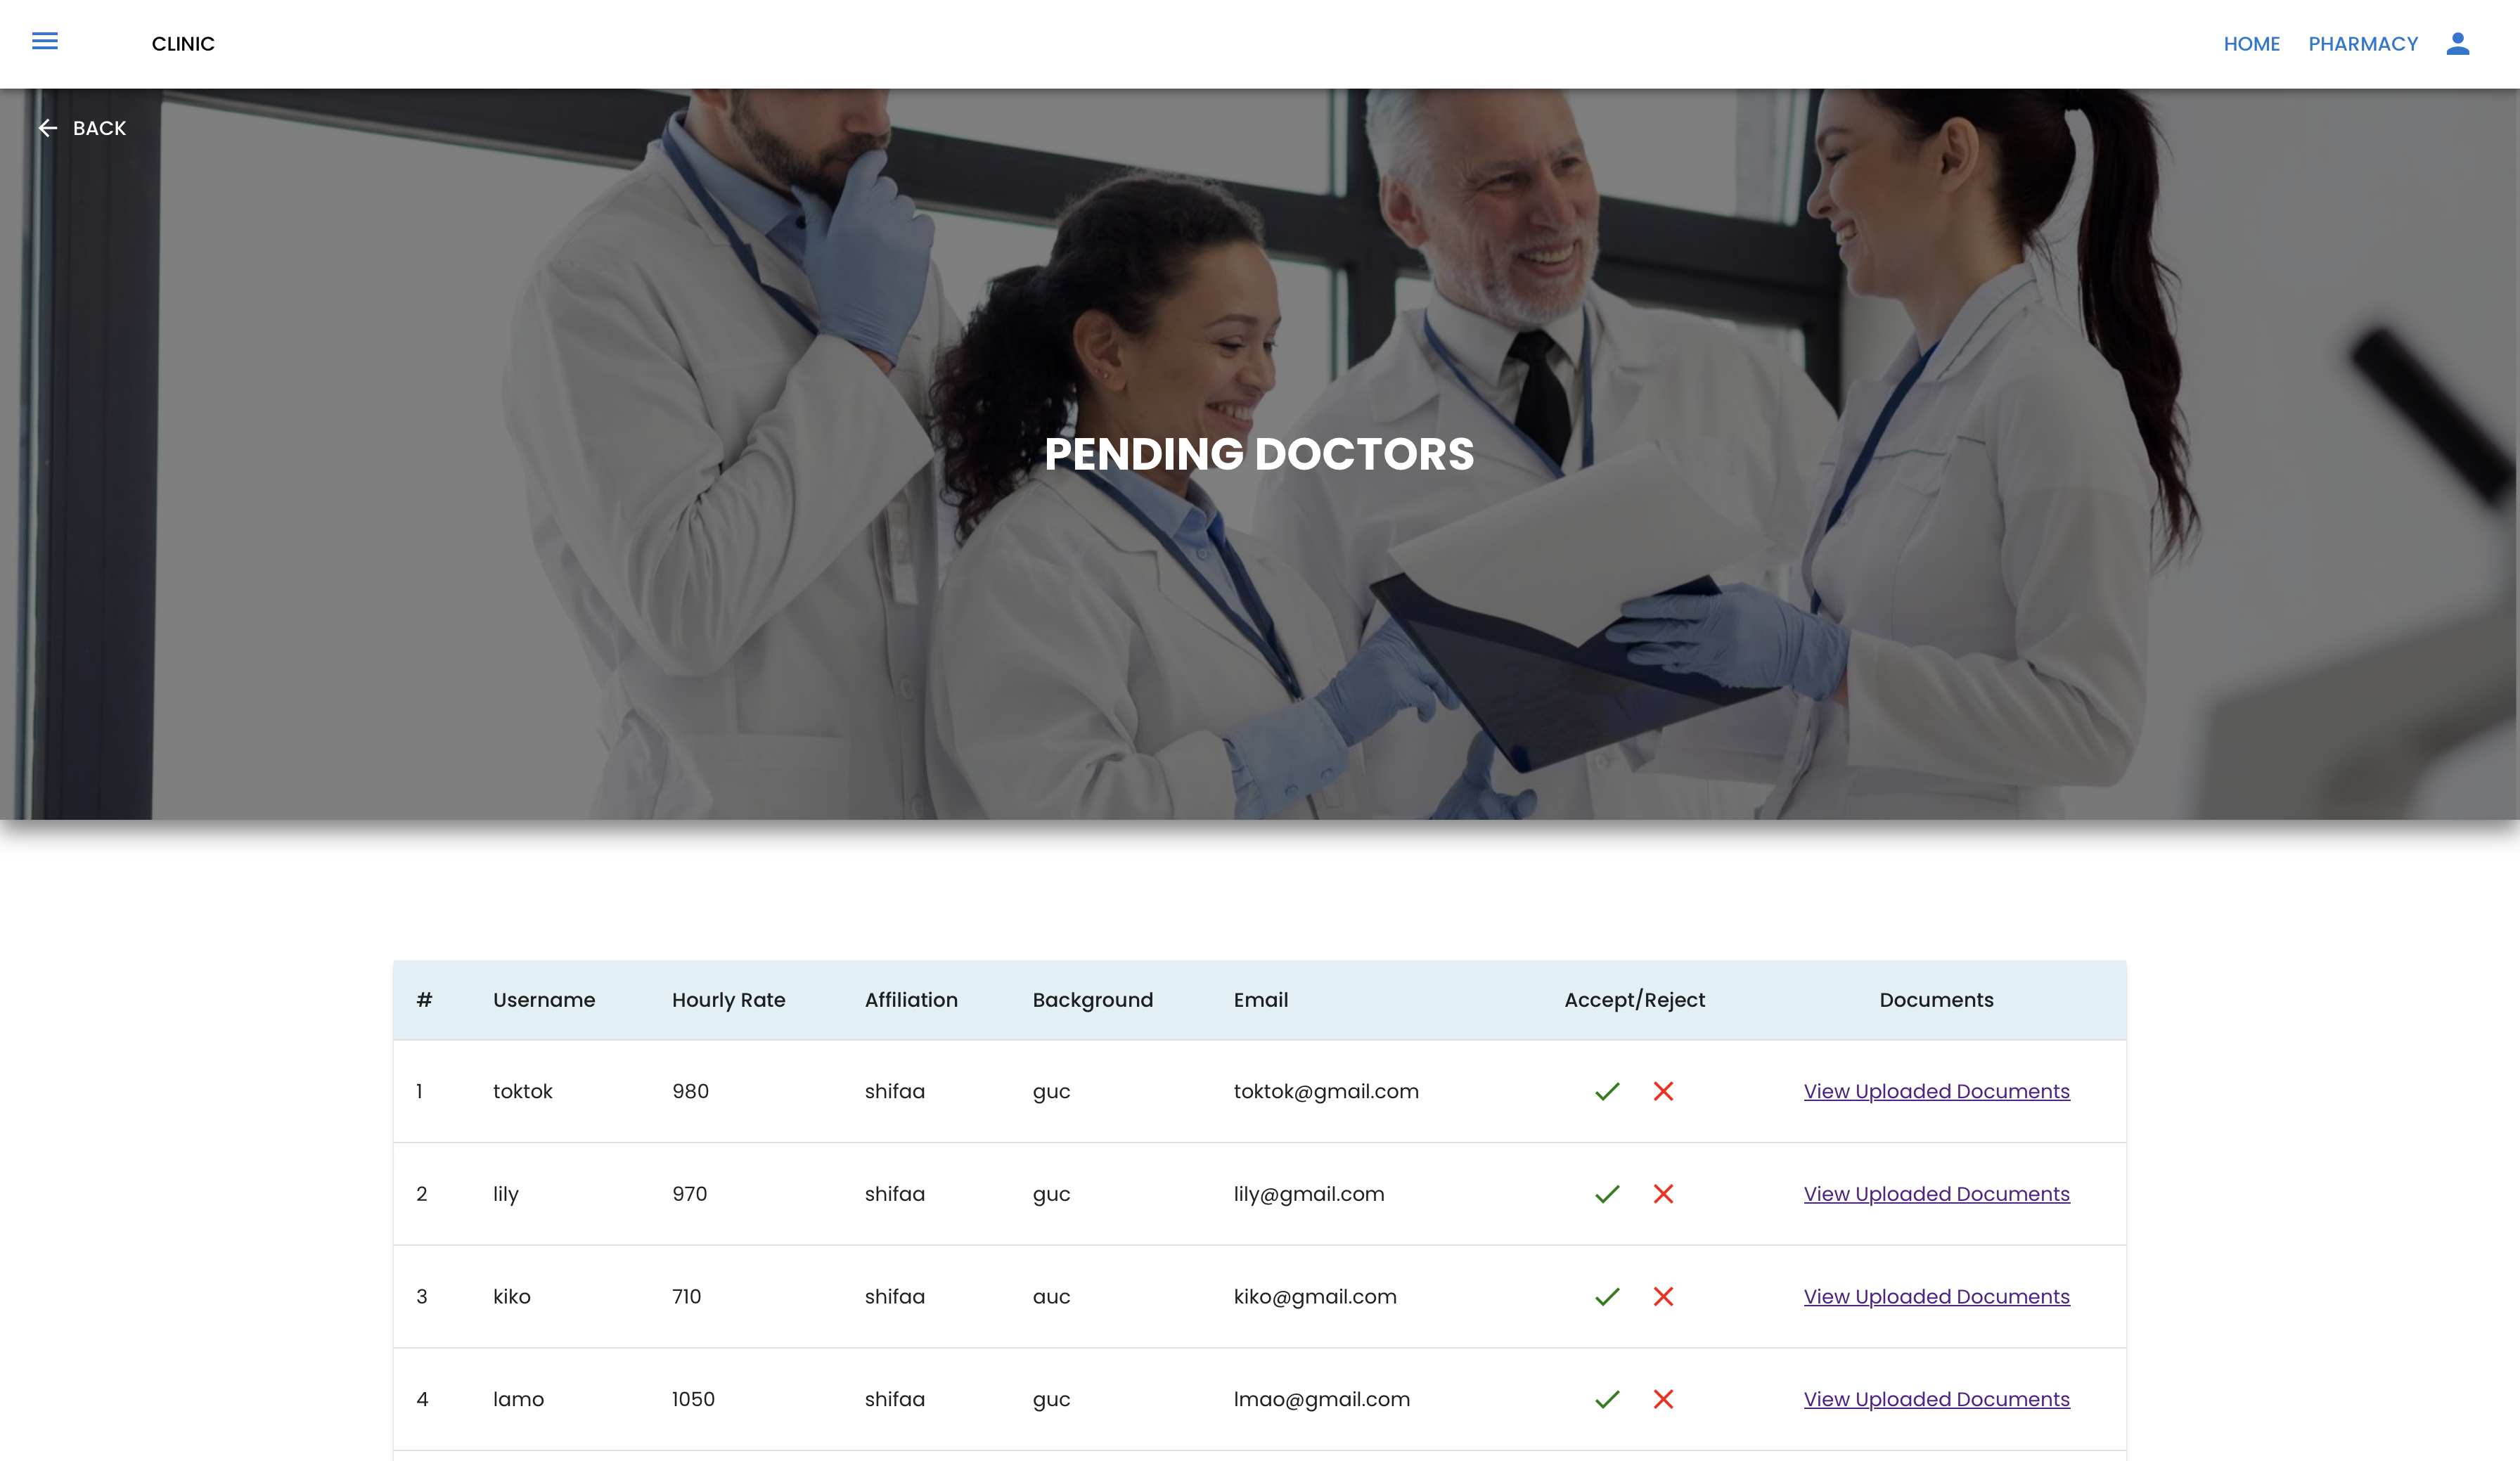 CLINIC HOME PHARMACY
BACK
PENDING DOCTORS
# Username Hourly Rate Affiliation Background Email Accept/Reject Documents
1 toktok 980 shifaa guc toktok@gmail.com View Uploaded Documents
2 lily 970 shifaa guc lily@gmail.com View Uploaded Documents
3 kiko 710 shifaa auc kiko@gmail.com View Uploaded Documents
4 lamo 1050 shifaa guc lmao@gmail.com View Uploaded Documents